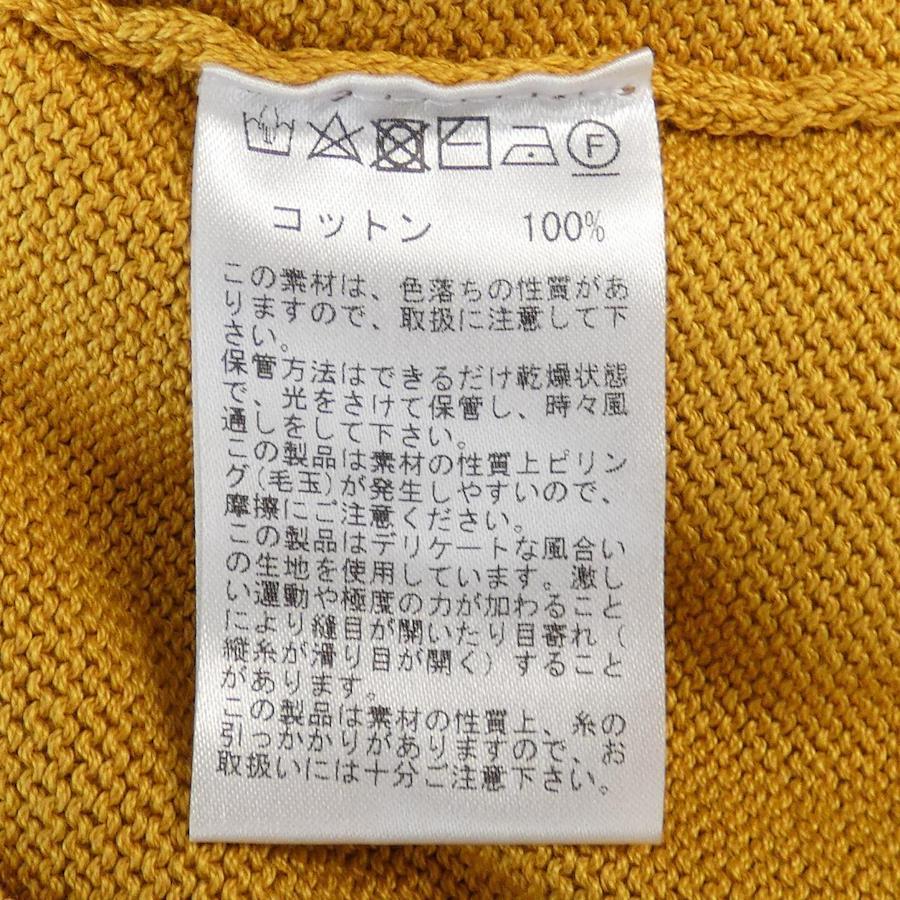 F
コットン 100%
この素材は、色落ちの性質があ
りますので、取扱に注意して下
さい。
保管方法はできるだけ乾燥状態
で、光をさけて保管し、時々風
通しをして下さい。
この製品は素材の性質上ピリン
グ(毛玉)が発生しやすいので、
摩擦にご注意ください。
この製品はデリケートな風合い
の生地を使用しています。激し
い運動や極度の力が加わること
により縫目が開いたり目寄れ(
縦糸が滑り目が開く)すること
があります。
この製品は素材の性質上、糸の
引っかかりがありますので、お
取扱いには十分ご注意下さい。